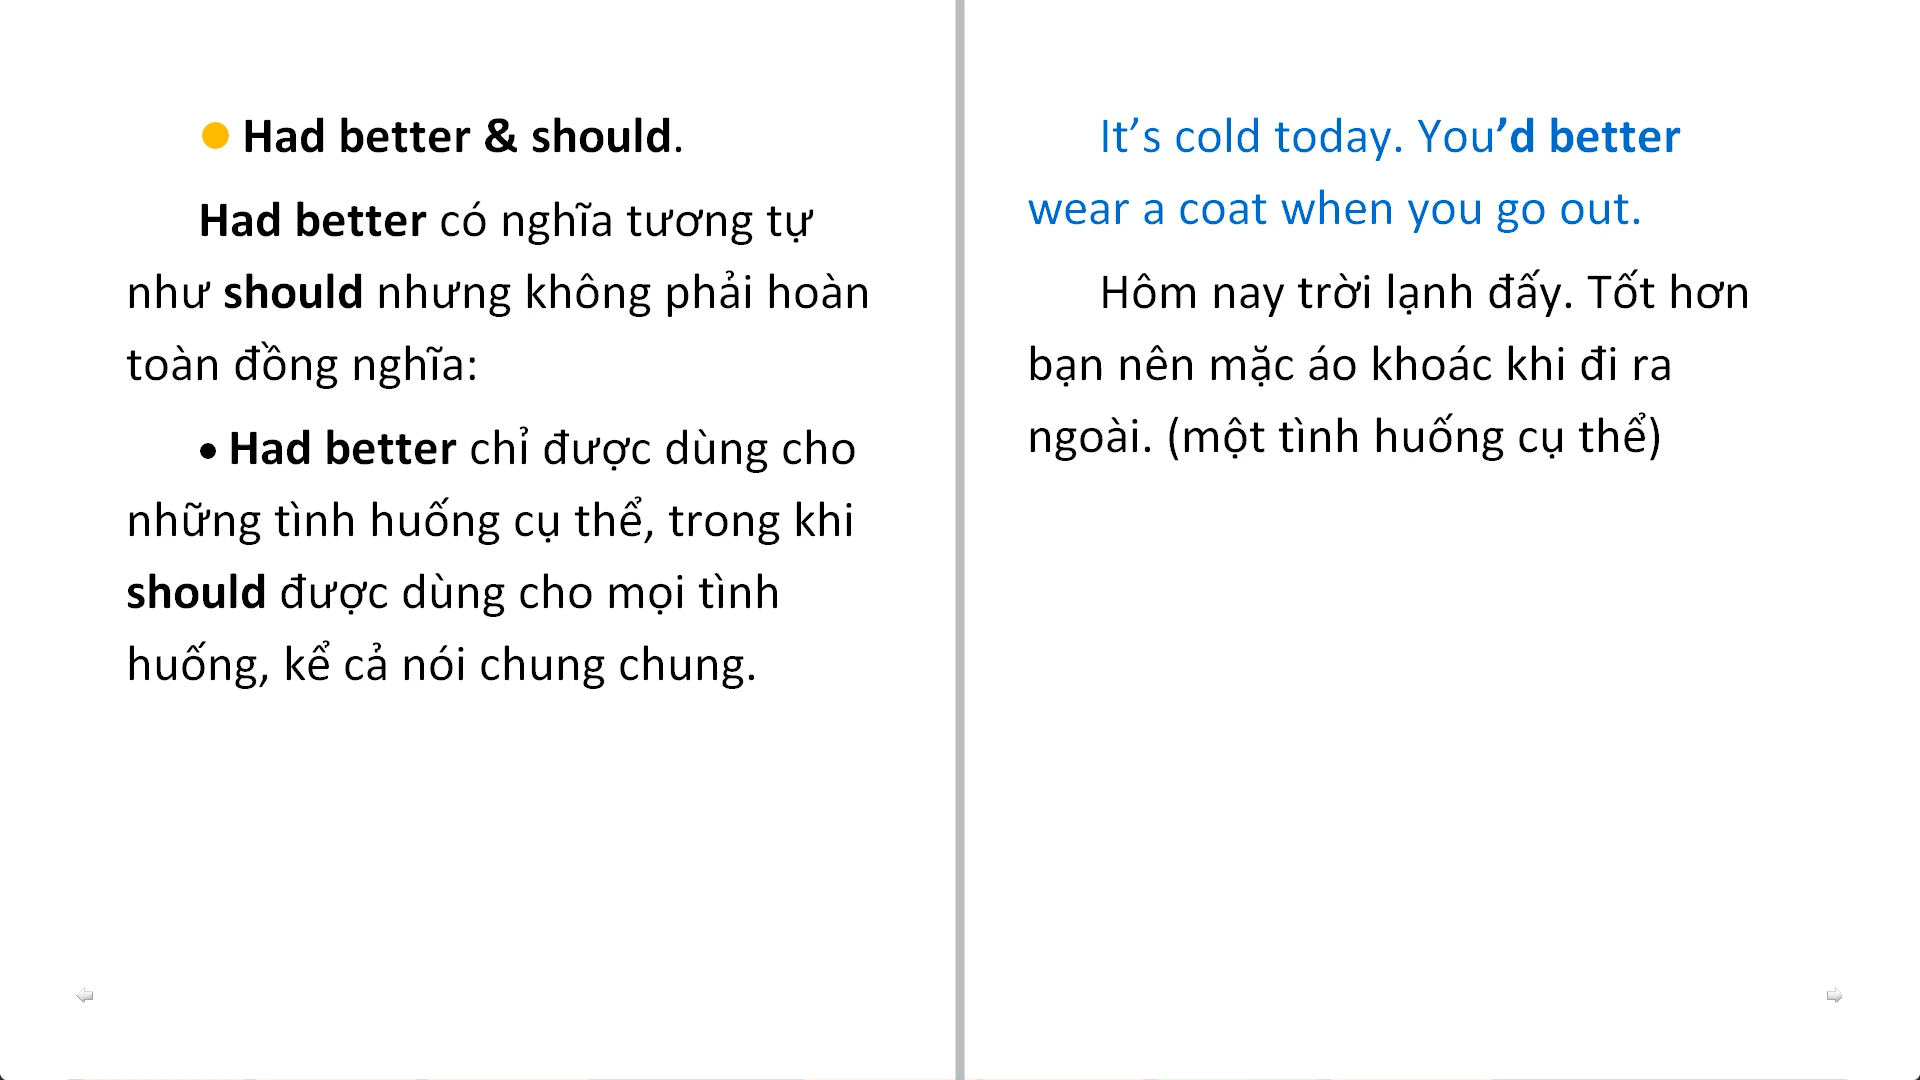 ● Had better & should.
Had better có nghĩa tương tự
như should nhưng không phải hoàn
toàn đồng nghĩa:
• Had better chỉ được dùng cho
những tình huống cụ thể, trong khi
should được dùng cho mọi tình
huống, kể cả nói chung chung.
It’s cold today. You’d better
wear a coat when you go out.
Hôm nay trời lạnh đấy. Tốt hơn
bạn nên mặc áo khoác khi đi ra
ngoài. (một tình huống cụ thể)